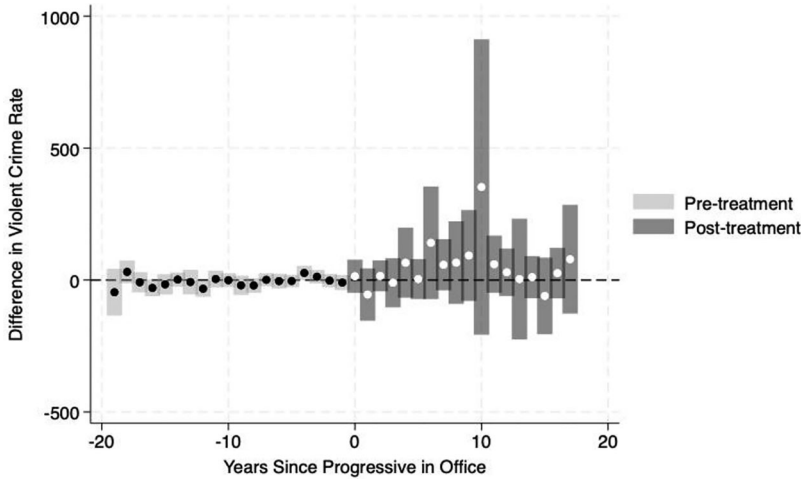 1000
500
0
-500
Difference in Violent Crime Rate
-20
-10
0
10
20
Years Since Progressive in Office
Pre-treatment
Post-treatment